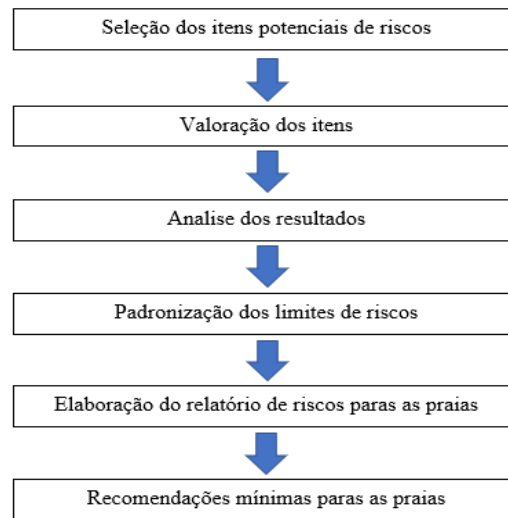 Seleção dos itens potenciais de riscos
Valoração dos itens
Analise dos resultados
Padronização dos limites de riscos
Elaboração do relatório de riscos paras as praias
Recomendações mínimas paras as praias